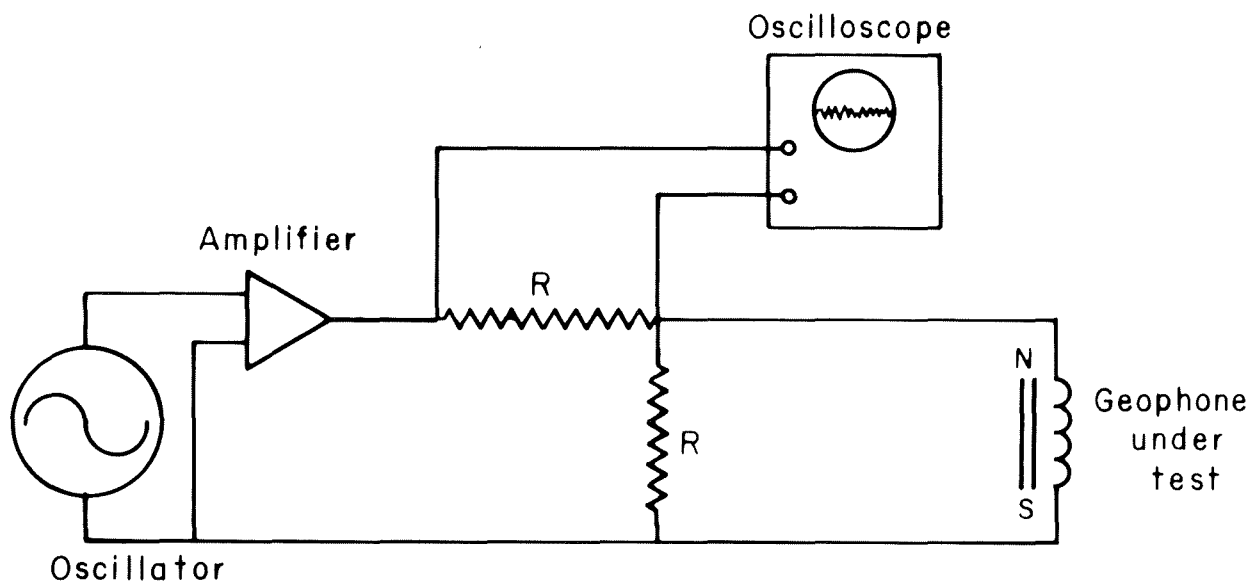 Oscilloscope
Amplifier
R
R
N
S
Geophone
under
test
Oscillator